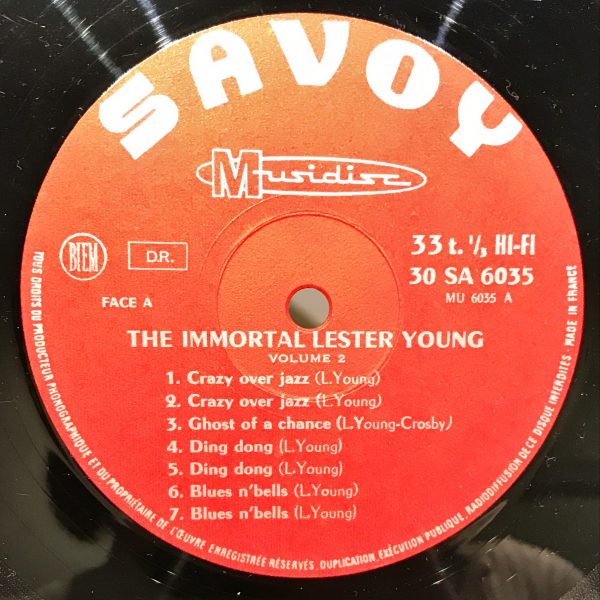 SAVOY
Musidisc
BIEM
D.R.
33 t. 1/3 HI-FI
30 SA 6035
MU 6035 A
FACE A
THE IMMORTAL LESTER YOUNG
VOLUME 2
1. Crazy over jazz (L.Young)
2. Crazy over jazz (L.Young)
3. Ghost of a chance (L.Young-Crosby)
4. Ding dong (L.Young)
5. Ding dong (L.Young)
6. Blues n'bells (L.Young)
7. Blues n'bells (L.Young)
TOUS DROITS DU PRODUCTEUR PHONOGRAPHIQUE ET DU PROPRIÉTAIRE DE L'ŒUVRE ENREGISTRÉE RÉSERVÉS. DUPLICATION, EXÉCUTION PUBLIQUE, RADIODIFFUSION DE CE DISQUE INTERDITES - MADE IN FRANCE